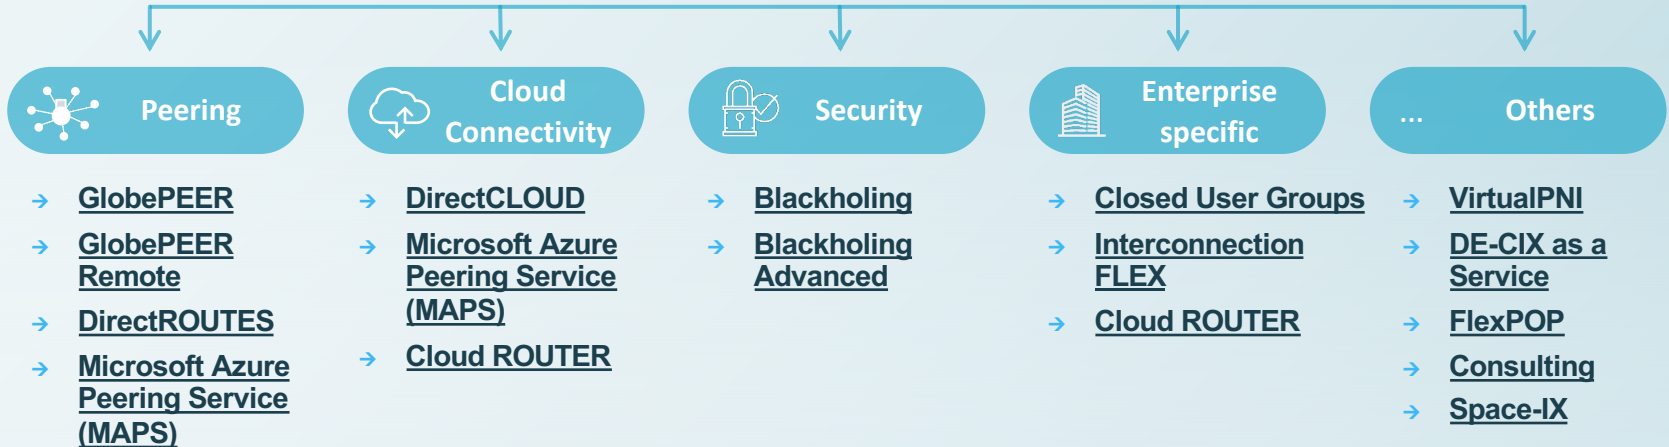 Peering
GlobePEER
GlobePEER
Remote
DirectROUTES
Microsoft Azure
Peering Service
(MAPS)
Cloud
Connectivity
DirectCLOUD
Microsoft Azure
Peering Service
(MAPS)
Cloud ROUTER
Security
Blackholing
Blackholing
Advanced
Enterprise
specific
Closed User Groups
Interconnection
FLEX
Cloud ROUTER
... Others
VirtualPNI
DE-CIX as a
Service
FlexPOP
Consulting
Space-IX